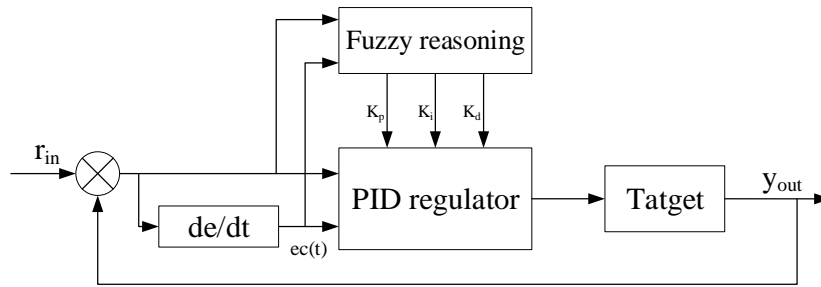 Fuzzy reasoning
K_p K_i K_d
r_in
PID regulator
Tatget
y_out
de/dt
ec(t)